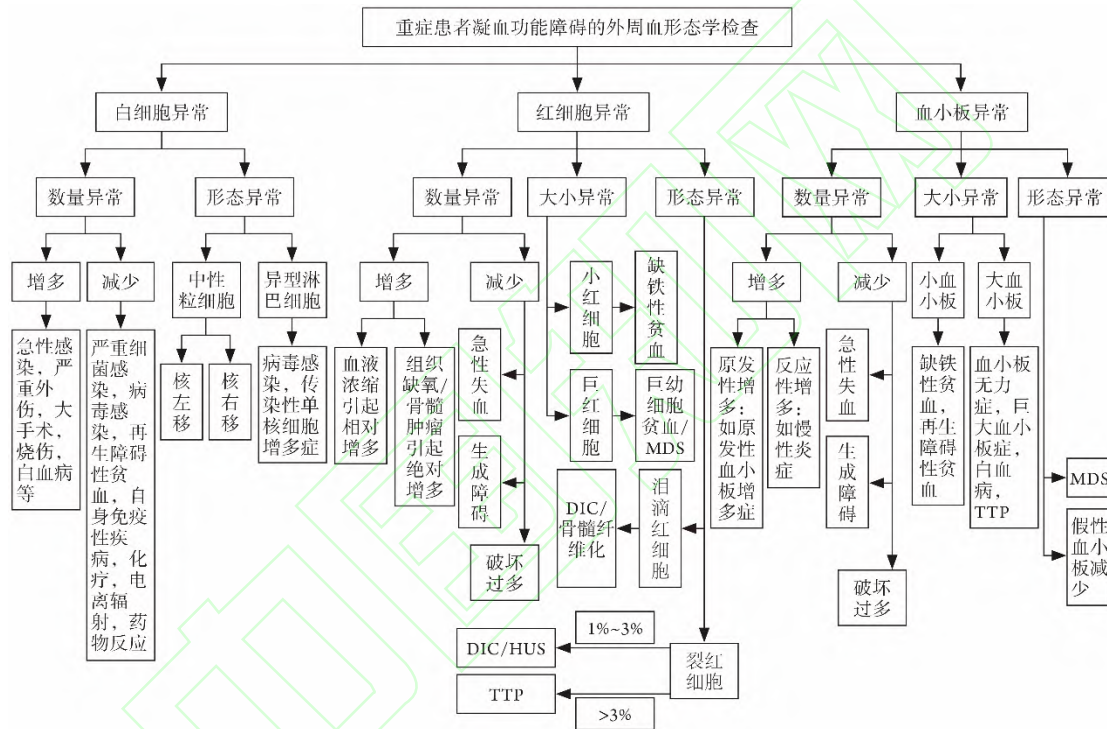 重症患者凝血功能障碍的外周血形态学检查
白细胞异常
红细胞异常
血小板异常
数量异常
形态异常
数量异常
大小异常
形态异常
数量异常
大小异常
形态异常
增多
减少
中性
粒细胞
异型淋
巴细胞
增多
减少
小
红
细
胞
缺
铁
性
贫
血
增多
减少
小血
小板
大血
小板
急性感
染，严
重外
伤，大
手术，
烧伤，
白血病
等
严重细
菌感
染，病
毒感
染，再
生障碍
性贫
血，自
身免疫
性疾
病，化
疗，电
离辐
射，药
物反应
核
左
移
核
右
移
病毒感
染，传
染性单
核细胞
增多症
血液
浓缩
引起
相对
增多
组织
缺氧/
骨髓
肿瘤
引起
绝对
增多
急
性
失
血
生
成
障
碍
破坏
过多
巨
红
细
胞
巨幼
细胞
贫血/
MDS
DIC/
骨髓纤
维化
泪
滴
红
细
胞
原发
性增
多：
如原
发性
血小
板增
多症
反应
性增
多：
如慢
性炎
症
急
性
失
血
生
成
障
碍
破坏
过多
缺铁
性贫
血，再
生障
碍性
贫血
血小板
无力
症，巨
大血小
板症，
白血
病，
TTP
MDS
假性
血小
板减
少
1%~3%
DIC/HUS
裂红
细胞
TTP
>3%